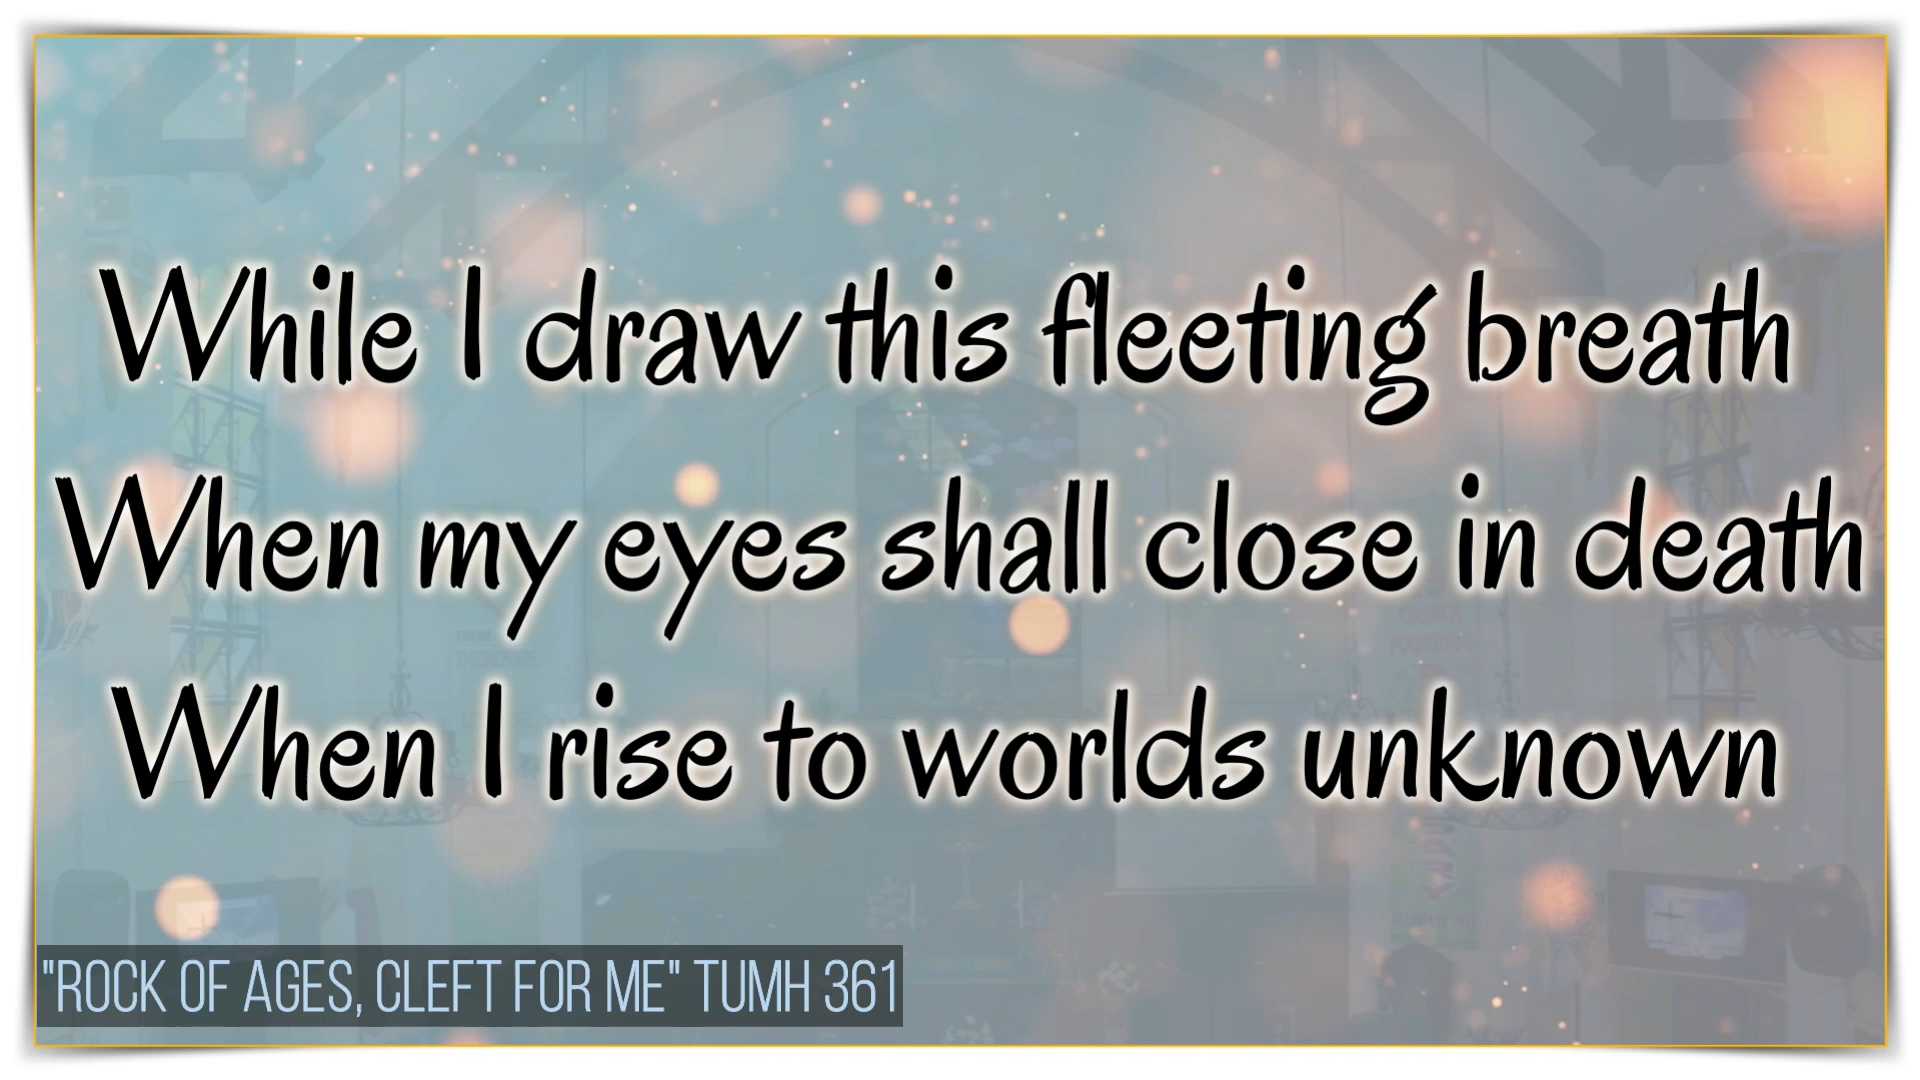 While I draw this fleeting breath
When my eyes shall close in death
When I rise to worlds unknown
"ROCK OF AGES, CLEFT FOR ME" TUMH 361